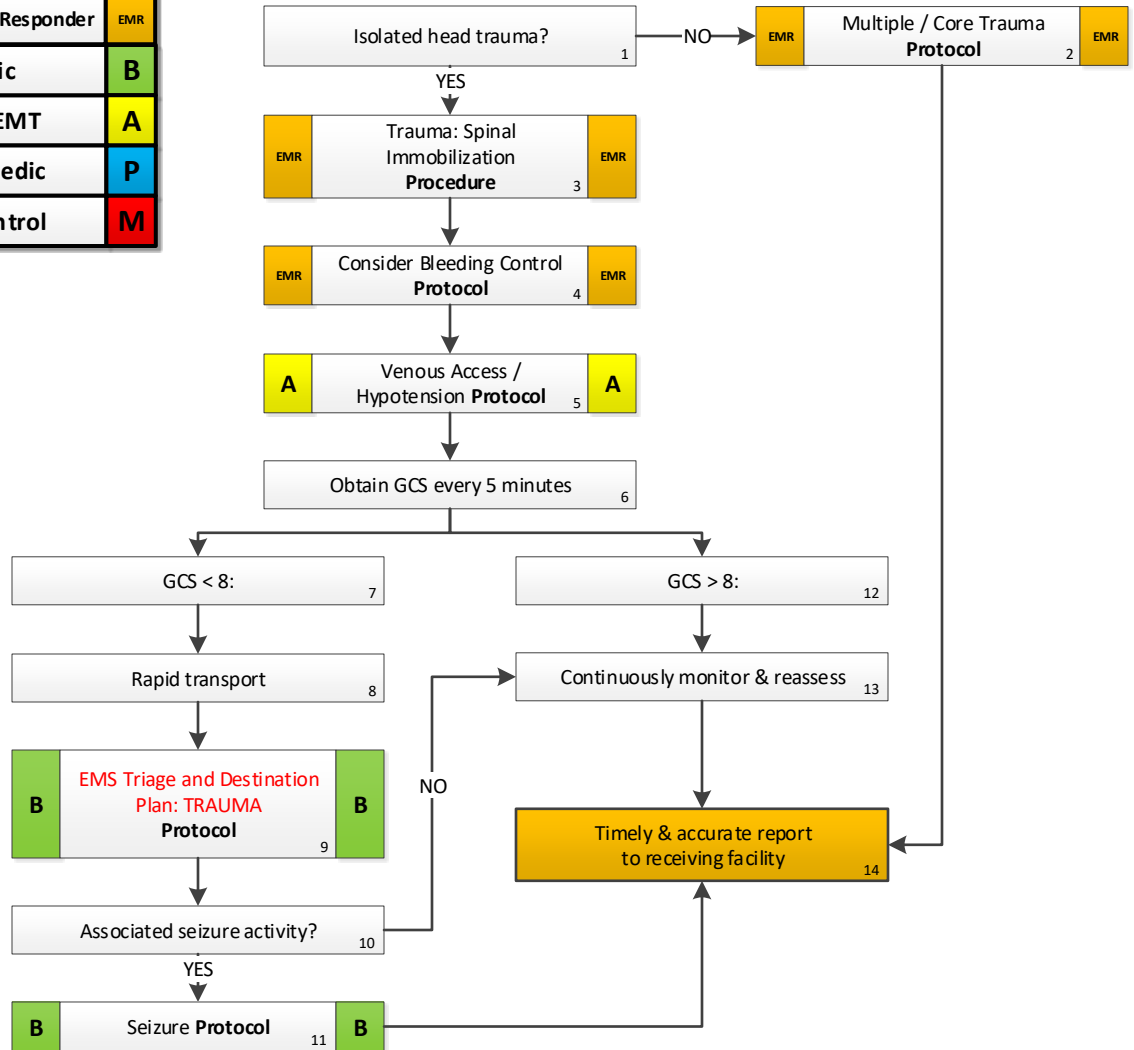 Responder EMR
ic B
EMT A
edic P
ntrol M
Isolated head trauma?
1
NO
EMR
Multiple / Core Trauma
Protocol
2
EMR
YES
EMR
Trauma: Spinal
Immobilization
Procedure
3
EMR
EMR
Consider Bleeding Control
Protocol
4
EMR
A
Venous Access /
Hypotension Protocol
5
A
Obtain GCS every 5 minutes
6
GCS < 8:
7
GCS > 8:
12
Rapid transport
8
Continuously monitor & reassess
13
B
EMS Triage and Destination
Plan: TRAUMA
Protocol
9
B
NO
Timely & accurate report
to receiving facility
14
Associated seizure activity?
10
YES
B
Seizure Protocol
11
B